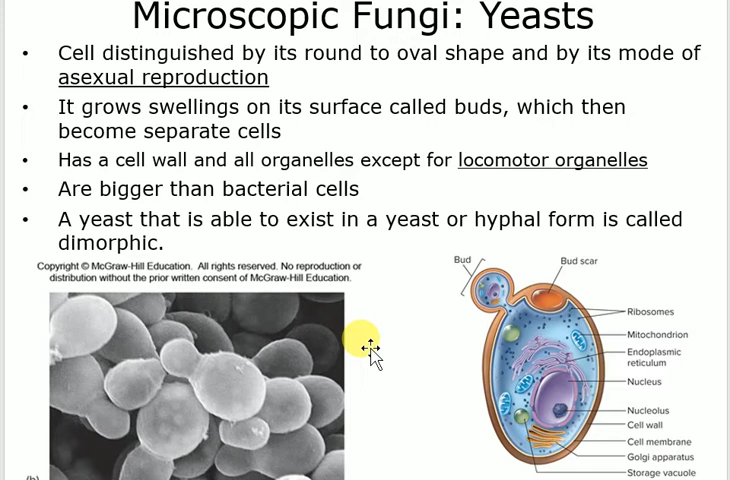 Microscopic Fungi: Yeasts
• Cell distinguished by its round to oval shape and by its mode of
asexual reproduction
• It grows swellings on its surface called buds, which then
become separate cells
• Has a cell wall and all organelles except for locomotor organelles
• Are bigger than bacterial cells
• A yeast that is able to exist in a yeast or hyphal form is called
dimorphic.
Copyright © McGraw-Hill Education. All rights reserved. No reproduction or
distribution without the prior written consent of McGraw-Hill Education.
Bud
Bud scar
Ribosomes
Mitochondrion
Endoplasmic
reticulum
Nucleus
Nucleolus
Cell wall
Cell membrane
Golgi apparatus
Storage vacuole